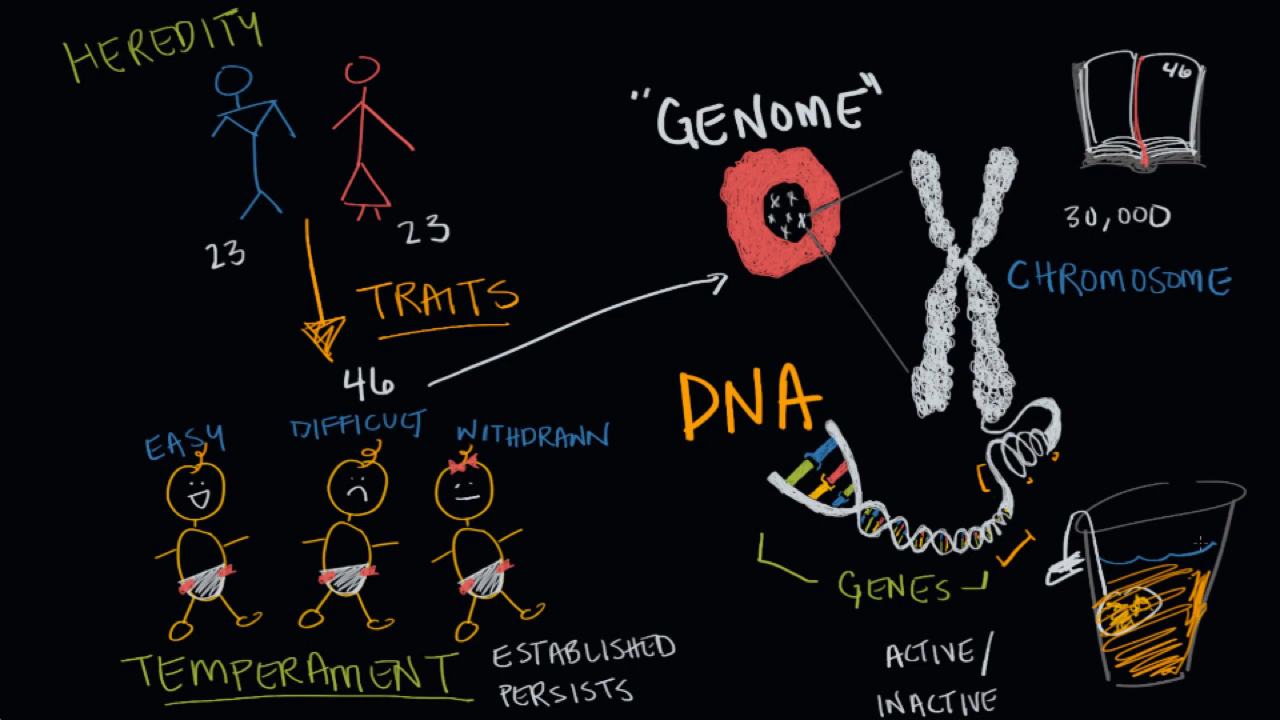 HEREDITY
23
23
TRAITS
46
EASY
DIFFICULT
WITHDRAWN
TEMPERAMENT
ESTABLISHED
PERSISTS
"GENOME"
46
30,000
CHROMOSOME
DNA
GENES
ACTIVE/
INACTIVE